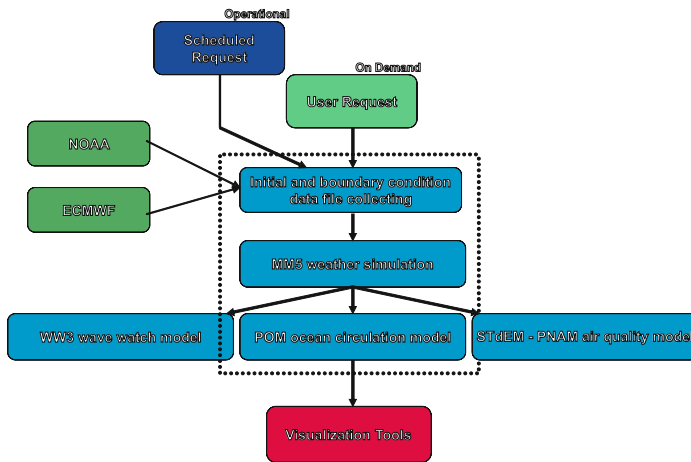 Operational
Scheduled
Request
On Demand
User Request
NOAA
ECMWF
Initial and boundary condition
data file collecting
MM5 weather simulation
WW3 wave watch model
POM ocean circulation model
STdEM - PNAM air quality model
Visualization Tools